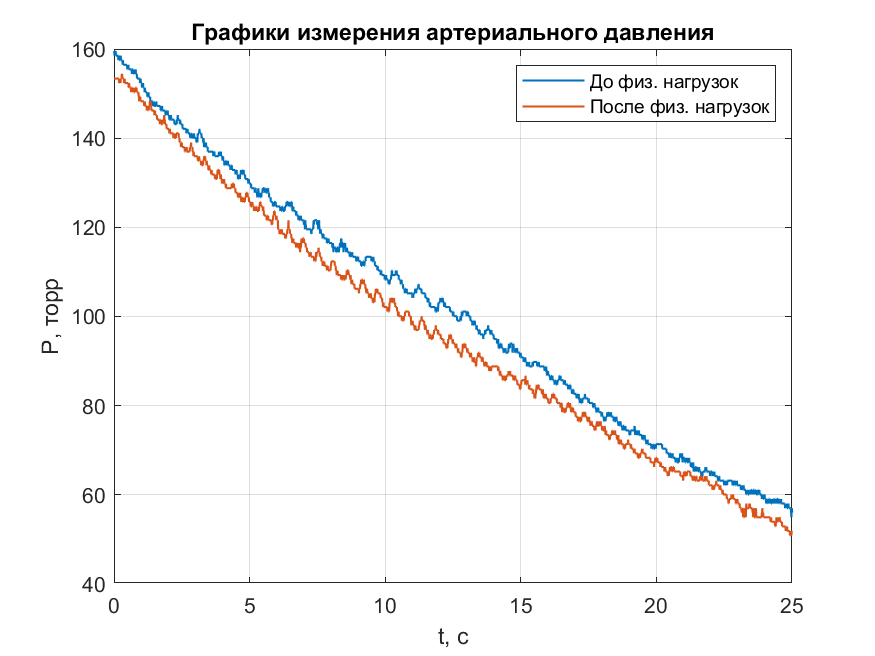 Графики измерения артериального давления
160
140
120
100
80
60
40
P, торр
До физ. нагрузок
После физ. нагрузок
0 5 10 15 20 25
t, с